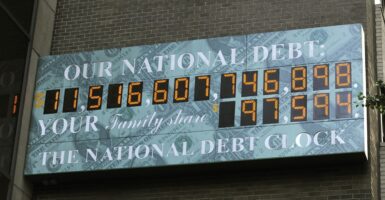 OUR NATIONAL DEBT:
$11,516,607,746,898
YOUR Family share $97,594
THE NATIONAL DEBT CLOCK